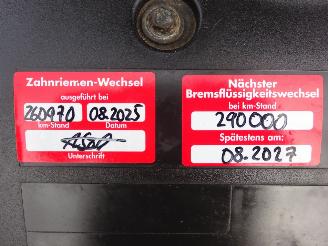 Zahnriemen-Wechsel
ausgeführt bei
260970 08.2025
km-Stand Datum
Unterschrift
Nächster
Bremsflüssigkeitswechsel
bei km-Stand
290000
Spätestens am:
08.2027